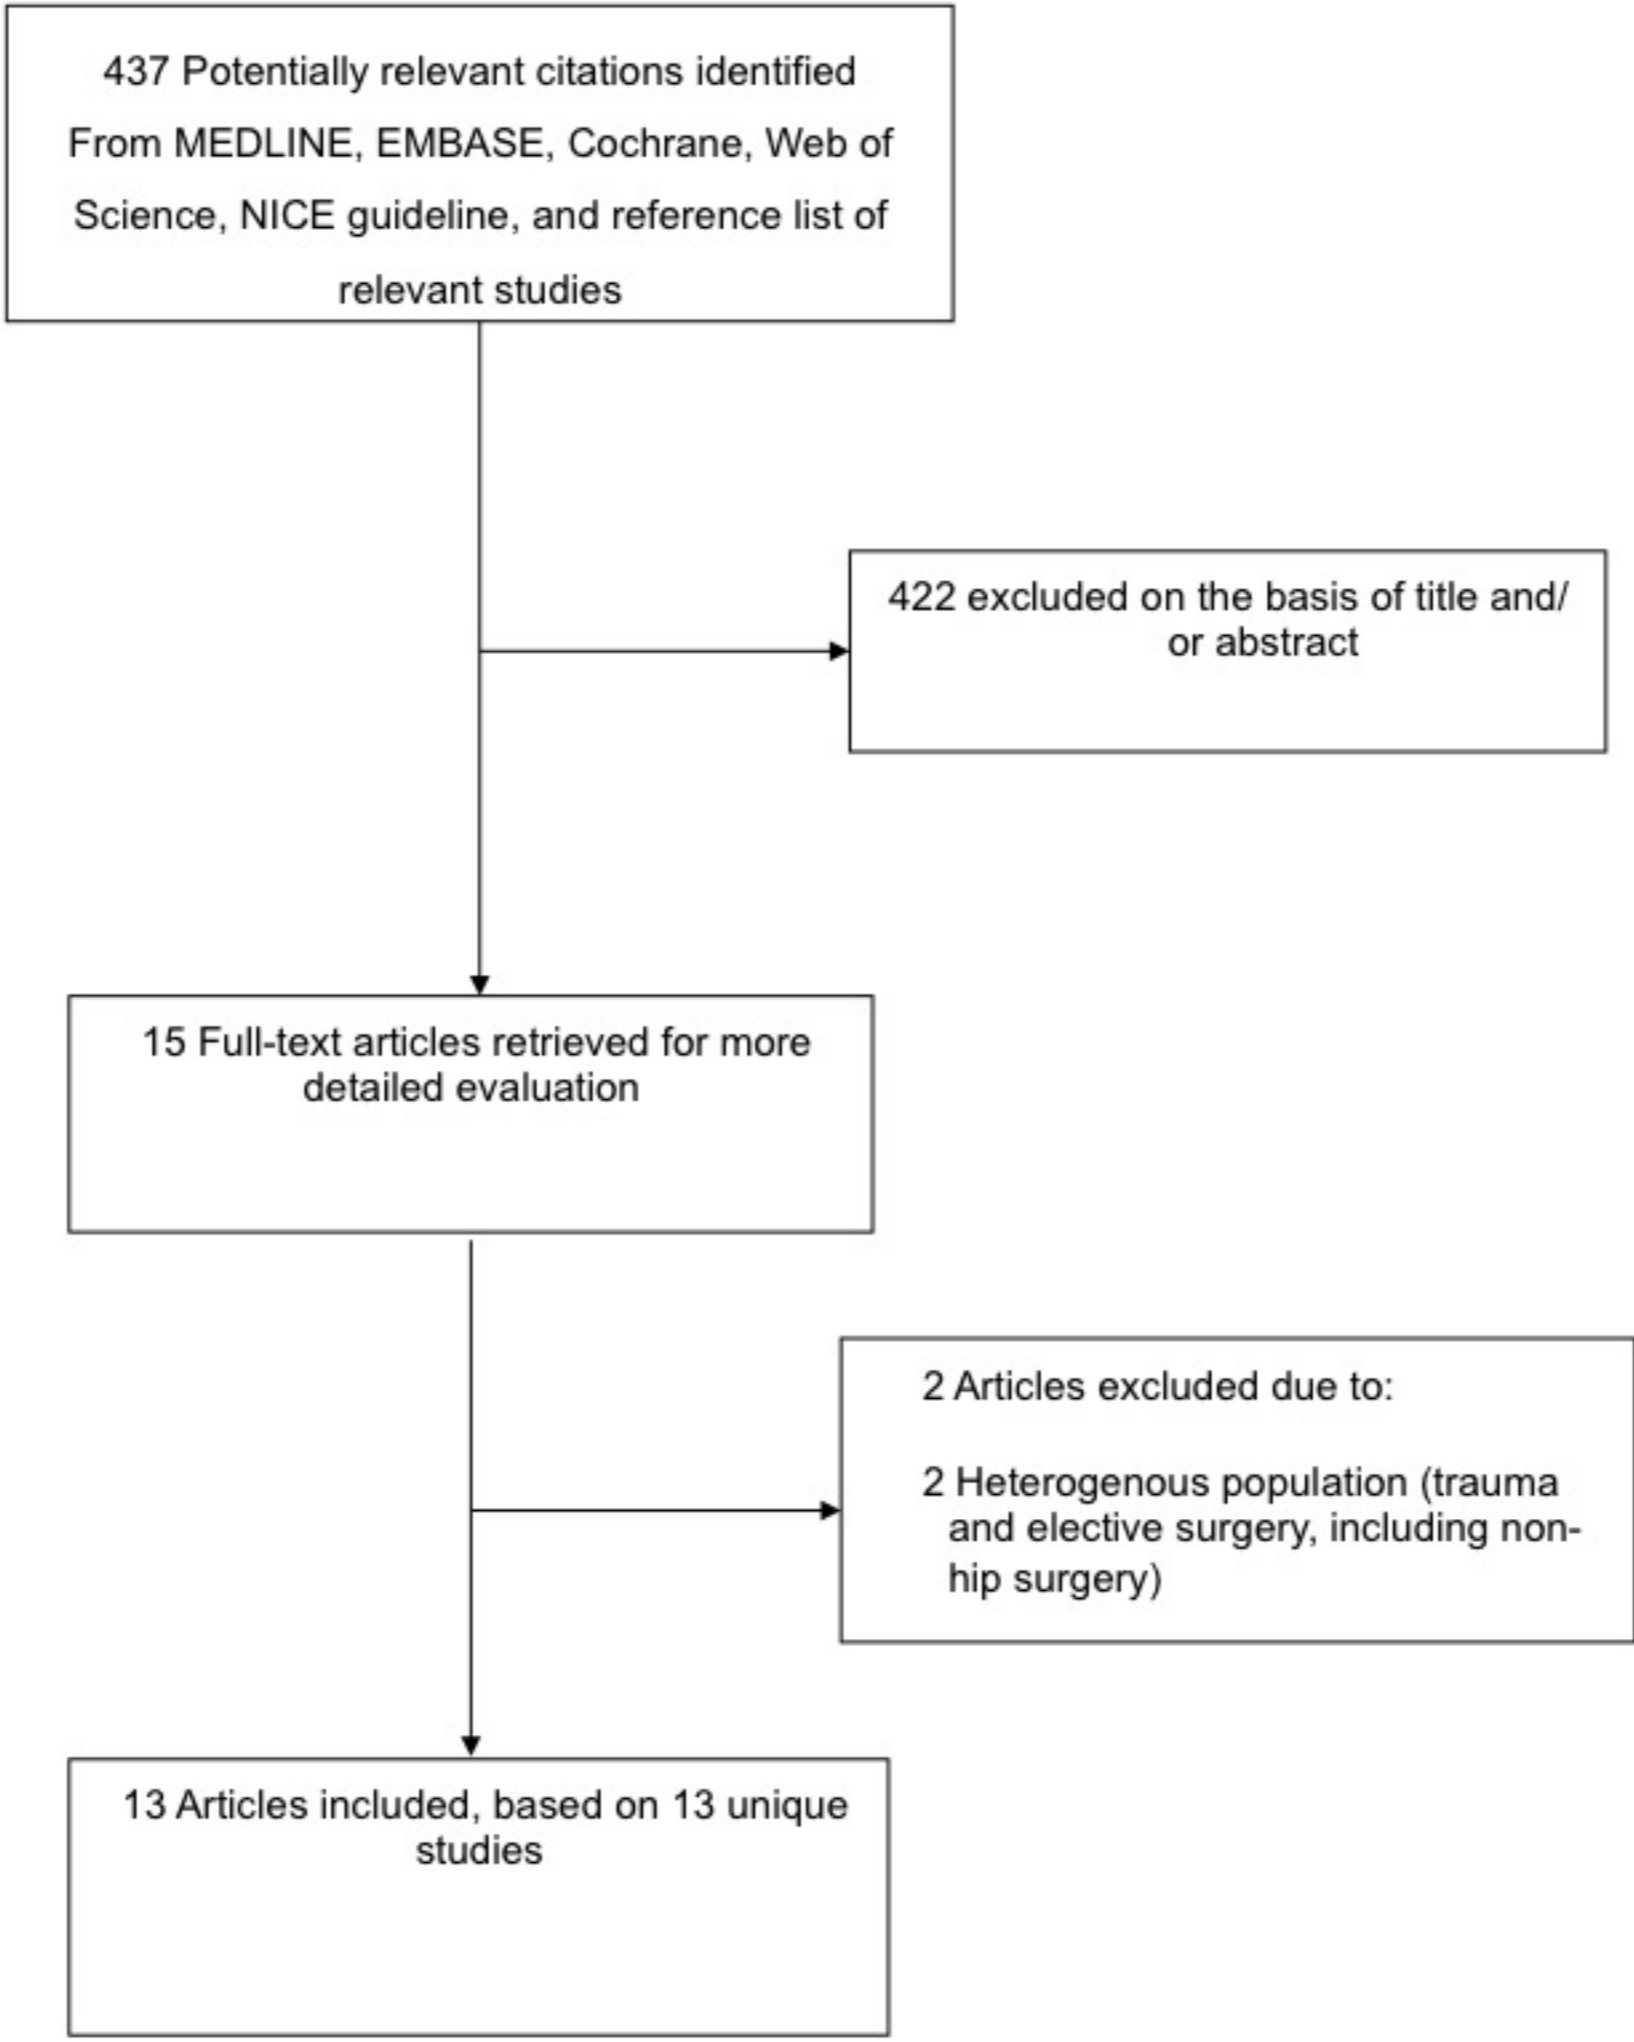 437 Potentially relevant citations identified
From MEDLINE, EMBASE, Cochrane, Web of
Science, NICE guideline, and reference list of
relevant studies
422 excluded on the basis of title and/
or abstract
15 Full-text articles retrieved for more
detailed evaluation
2 Articles excluded due to:
2 Heterogenous population (trauma
and elective surgery, including non-
hip surgery)
13 Articles included, based on 13 unique
studies